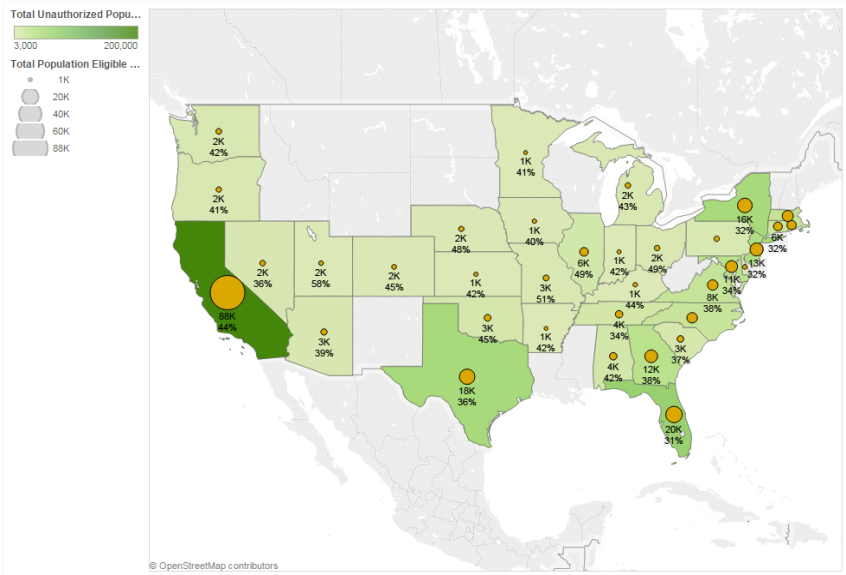 Total Unauthorized Popu...
3,000 200,000
Total Population Eligible ...
1K
20K
40K
60K
88K
2K
42%
2K
41%
88K
44%
2K
36%
2K
58%
3K
39%
2K
45%
1K
41%
2K
48%
1K
40%
1K
42%
3K
51%
3K
45%
1K
42%
18K
36%
6K
49%
1K
42%
2K
43%
2K
49%
1K
44%
4K
34%
4K
42%
12K
38%
20K
31%
3K
37%
8K
38%
11K
34%
13K
32%
16K
32%
6K
32%
© OpenStreetMap contributors